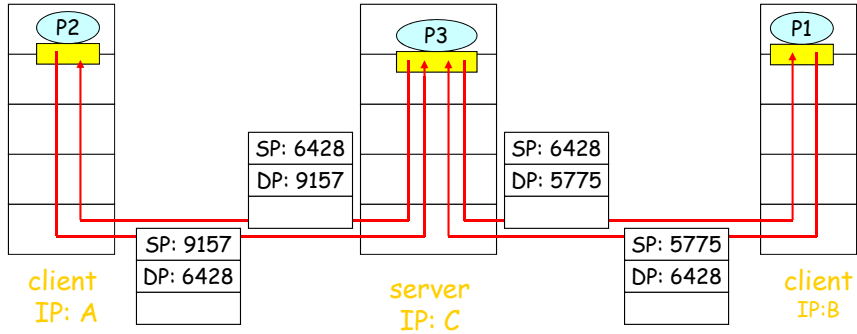 P2
P3
P1
SP: 6428
DP: 9157
SP: 6428
DP: 5775
SP: 9157
DP: 6428
SP: 5775
DP: 6428
client
IP: A
server
IP: C
client
IP:B